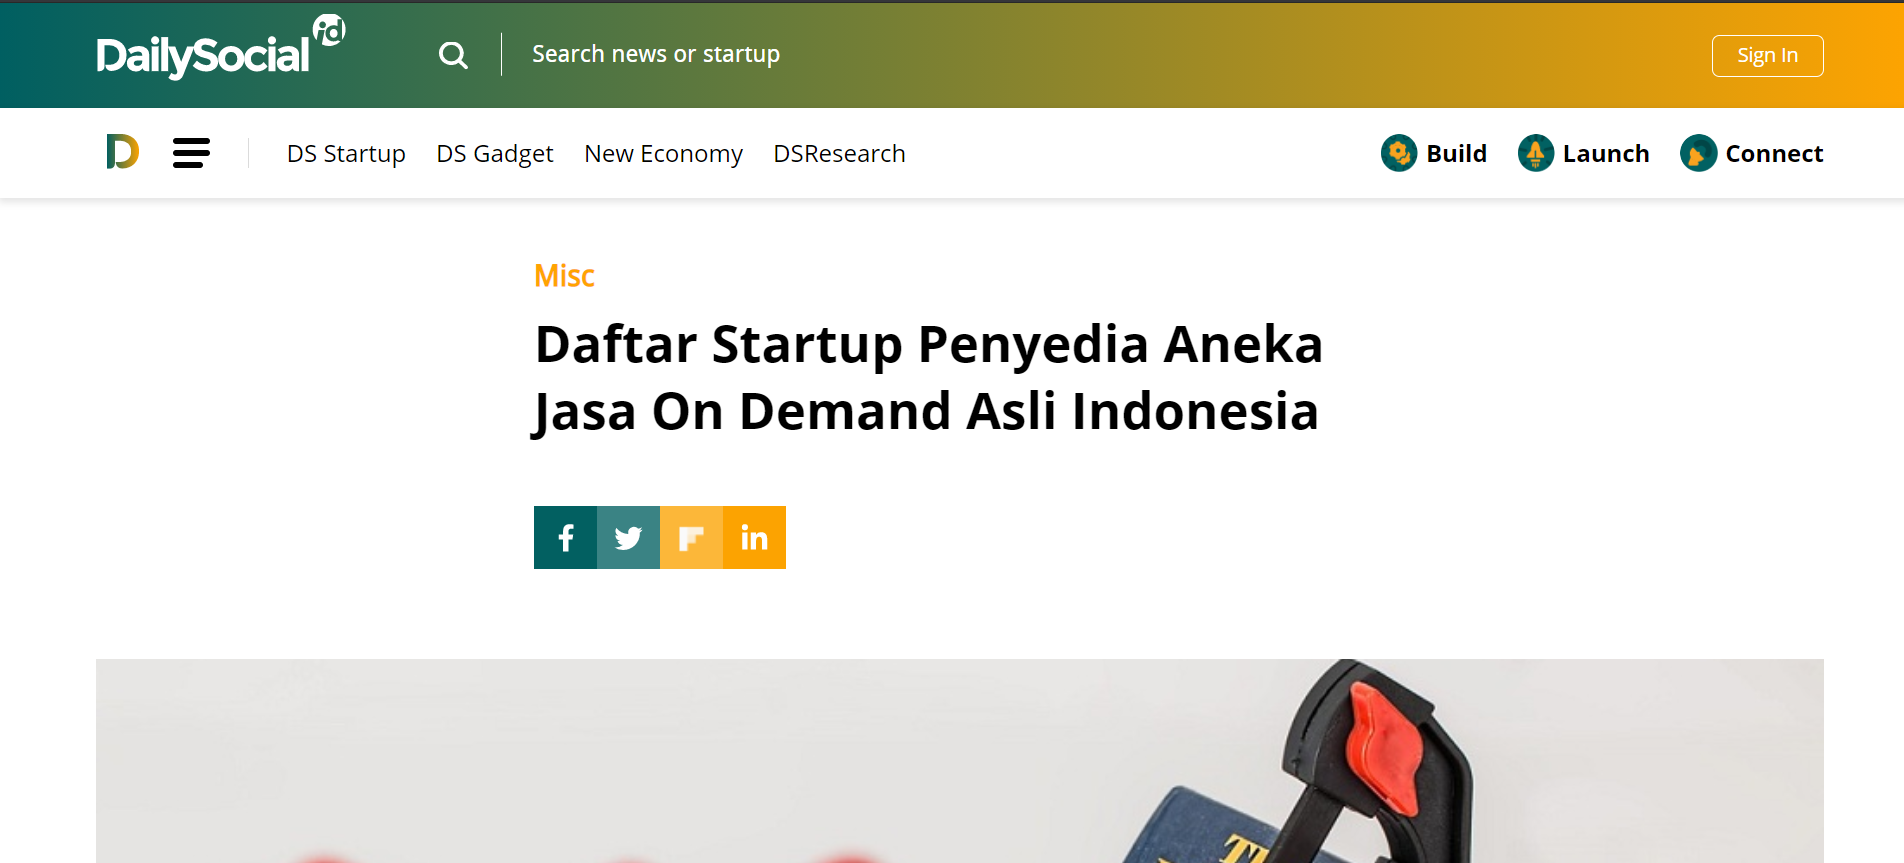 DailySocial id
Search news or startup
Sign In
DS Startup
DS Gadget
New Economy
DSResearch
Build
Launch
Connect
Misc
Daftar Startup Penyedia Aneka
Jasa On Demand Asli Indonesia